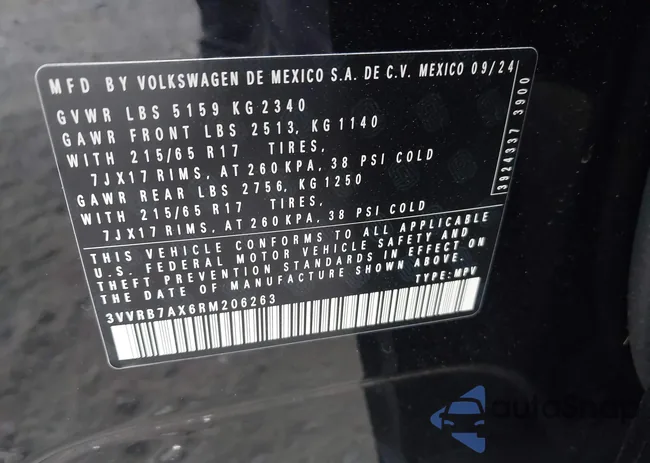 MFD BY VOLKSWAGEN DE MEXICO S.A. DE C.V. MEXICO 09/24
GVWR LBS 5159 KG 2340
GAWR FRONT LBS 2513, KG 1140
WITH 215/65 R17 TIRES,
7JX17 RIMS, AT 260 KPA, 38 PSI COLD
GAWR REAR LBS 2756, KG 1250
WITH 215/65 R17 TIRES,
7JX17 RIMS, AT 260 KPA, 38 PSI COLD
3924337 3900
THIS VEHICLE CONFORMS TO ALL APPLICABLE
U.S. FEDERAL MOTOR VEHICLE SAFETY AND
THEFT PREVENTION STANDARDS IN EFFECT ON
THE DATE OF MANUFACTURE SHOWN ABOVE.
TYPE: MPV
3VVRB7AX6RM206263
autoSnap